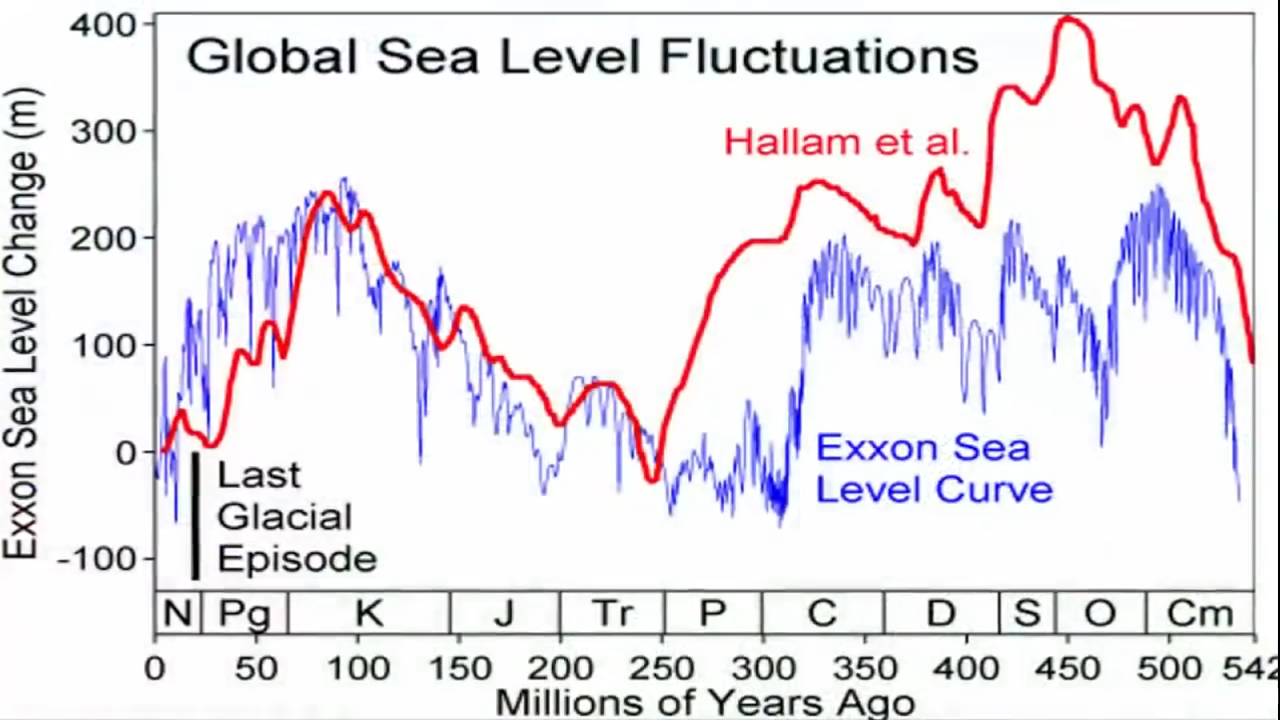 Global Sea Level Fluctuations
Exxon Sea Level Change (m)
400
300
200
100
0
-100
Hallam et al.
Exxon Sea
Level Curve
Last
Glacial
Episode
N Pg K J Tr P C D S O Cm
0 50 100 150 200 250 300 350 400 450 500 542
Millions of Years Ago